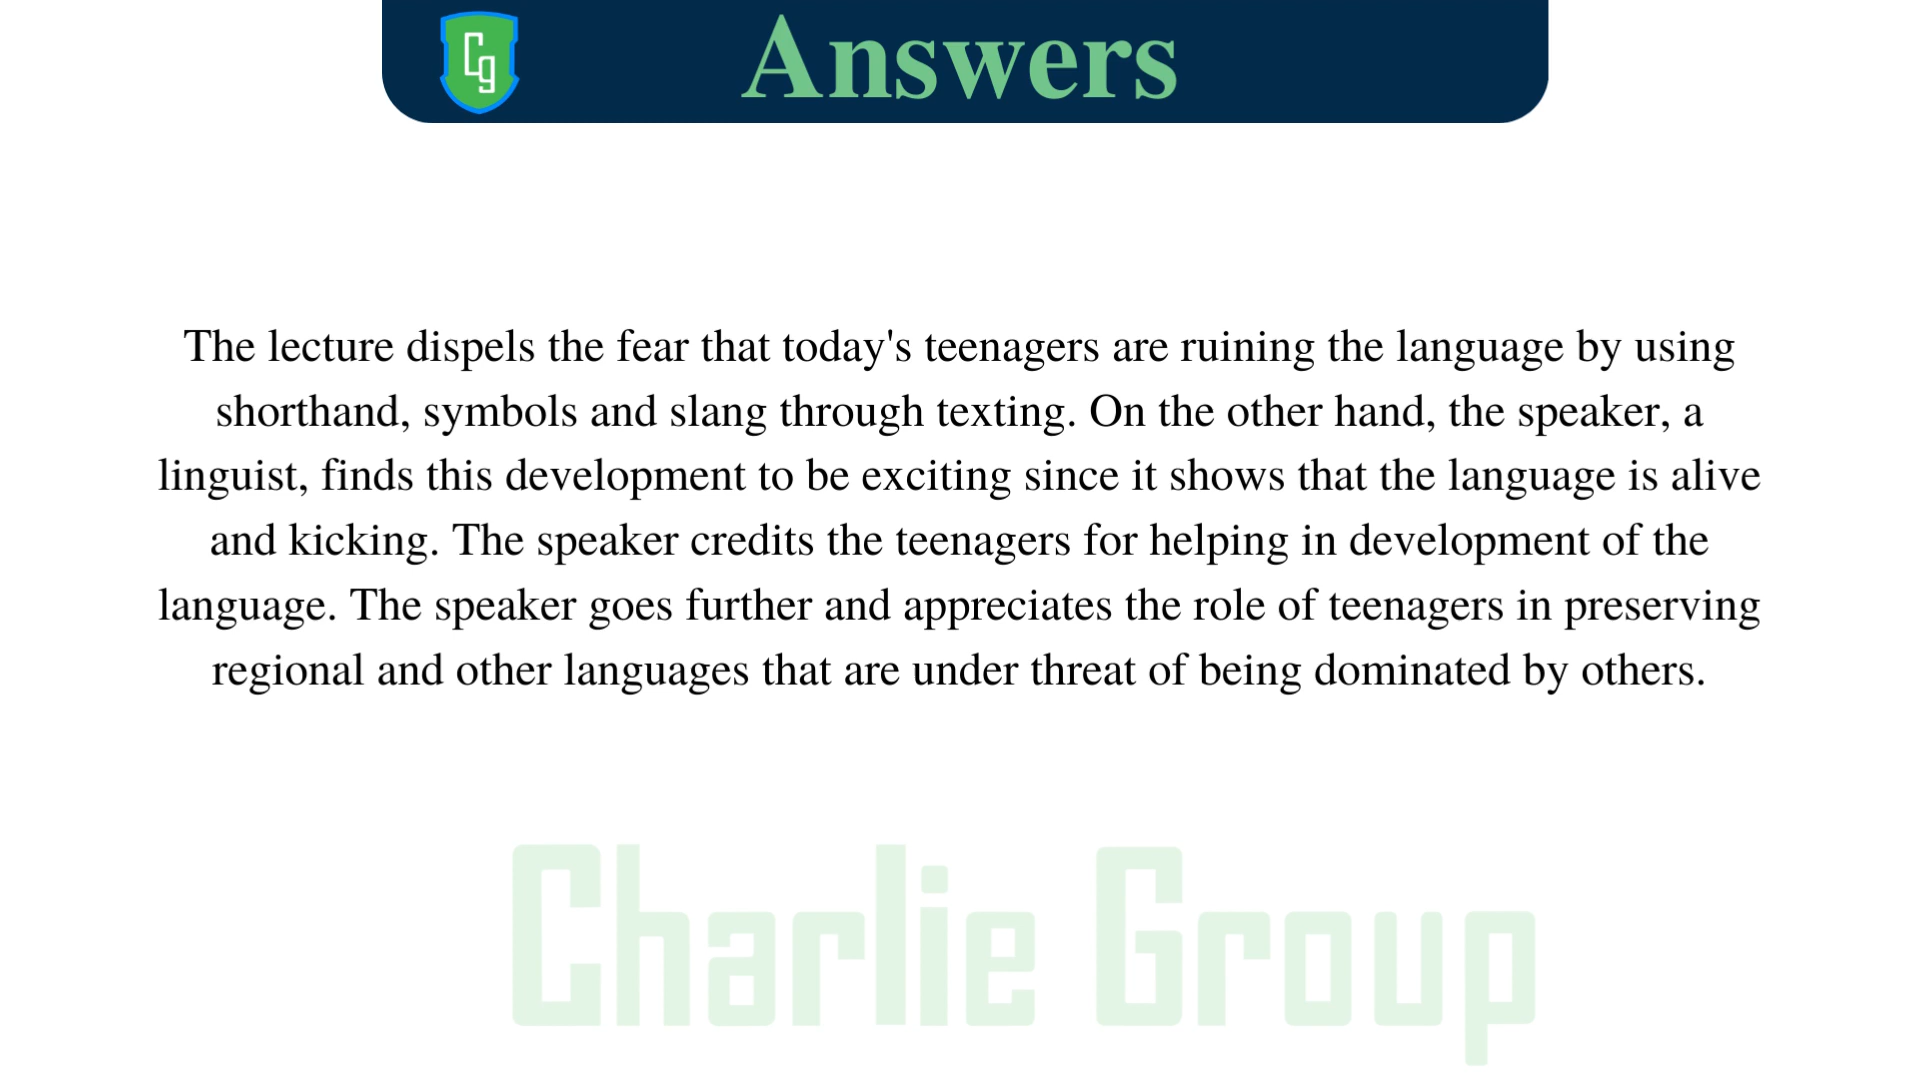 Cg
Answers
The lecture dispels the fear that today's teenagers are ruining the language by using
shorthand, symbols and slang through texting. On the other hand, the speaker, a
linguist, finds this development to be exciting since it shows that the language is alive
and kicking. The speaker credits the teenagers for helping in development of the
language. The speaker goes further and appreciates the role of teenagers in preserving
regional and other languages that are under threat of being dominated by others.
Charlie Group